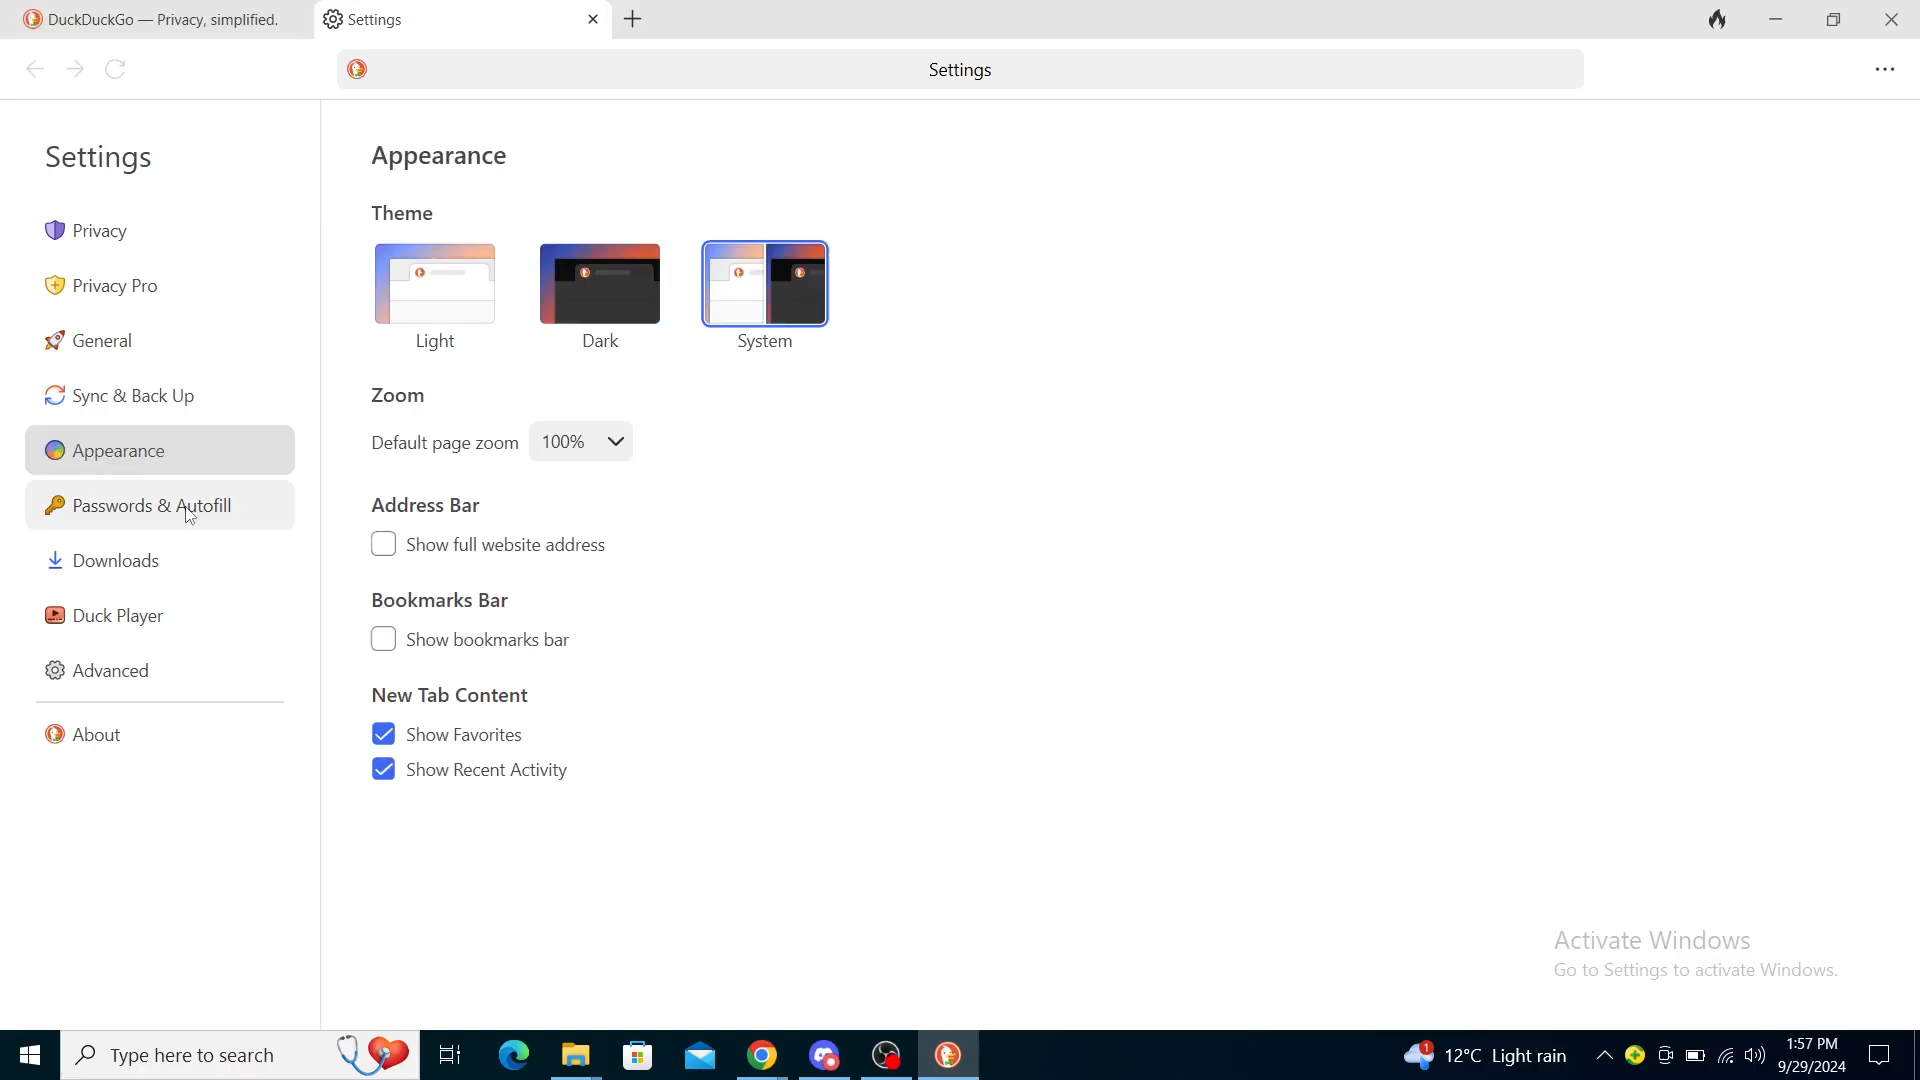 DuckDuckGo — Privacy, simplified.
Settings
Settings
Settings
Privacy
Privacy Pro
General
Sync & Back Up
Appearance
Passwords & Autofill
Downloads
Duck Player
Advanced
About
Appearance
Theme
Light
Dark
System
Zoom
Default page zoom 100%
Address Bar
Show full website address
Bookmarks Bar
Show bookmarks bar
New Tab Content
Show Favorites
Show Recent Activity
Activate Windows
Go to Settings to activate Windows.
Type here to search
1
12°C Light rain
1:57 PM
9/29/2024